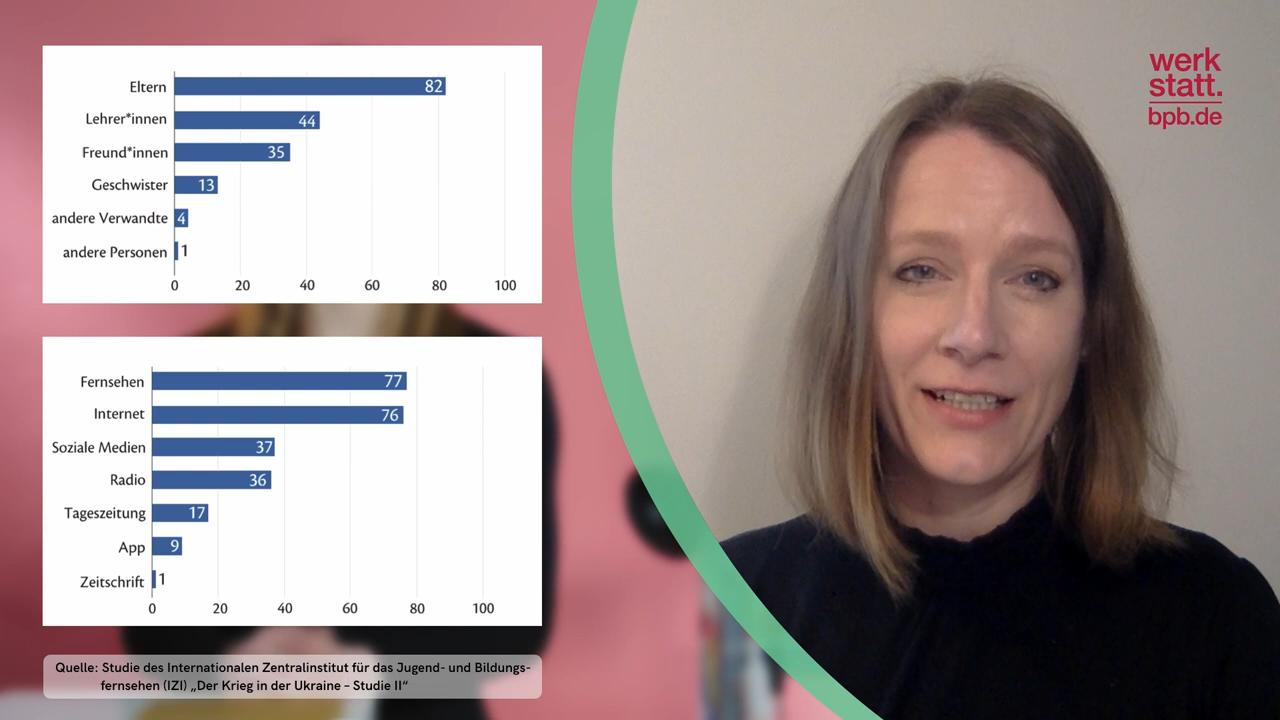 Eltern 82
Lehrer*innen 44
Freund*innen 35
Geschwister 13
andere Verwandte 4
andere Personen 1
0 20 40 60 80 100
Fernsehen 77
Internet 76
Soziale Medien 37
Radio 36
Tageszeitung 17
App 9
Zeitschrift 1
0 20 40 60 80 100
Quelle: Studie des Internationalen Zentralinstitut für das Jugend- und Bildungs-
fernsehen (IZI) „Der Krieg in der Ukraine – Studie II“
werk
statt.
bpb.de